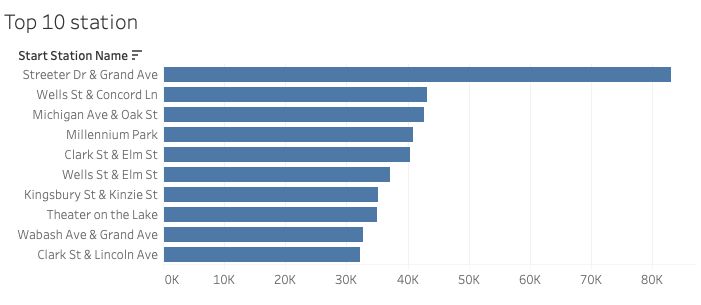 Top 10 station
Start Station Name
Streeter Dr & Grand Ave
Wells St & Concord Ln
Michigan Ave & Oak St
Millennium Park
Clark St & Elm St
Wells St & Elm St
Kingsbury St & Kinzie St
Theater on the Lake
Wabash Ave & Grand Ave
Clark St & Lincoln Ave
0K 10K 20K 30K 40K 50K 60K 70K 80K